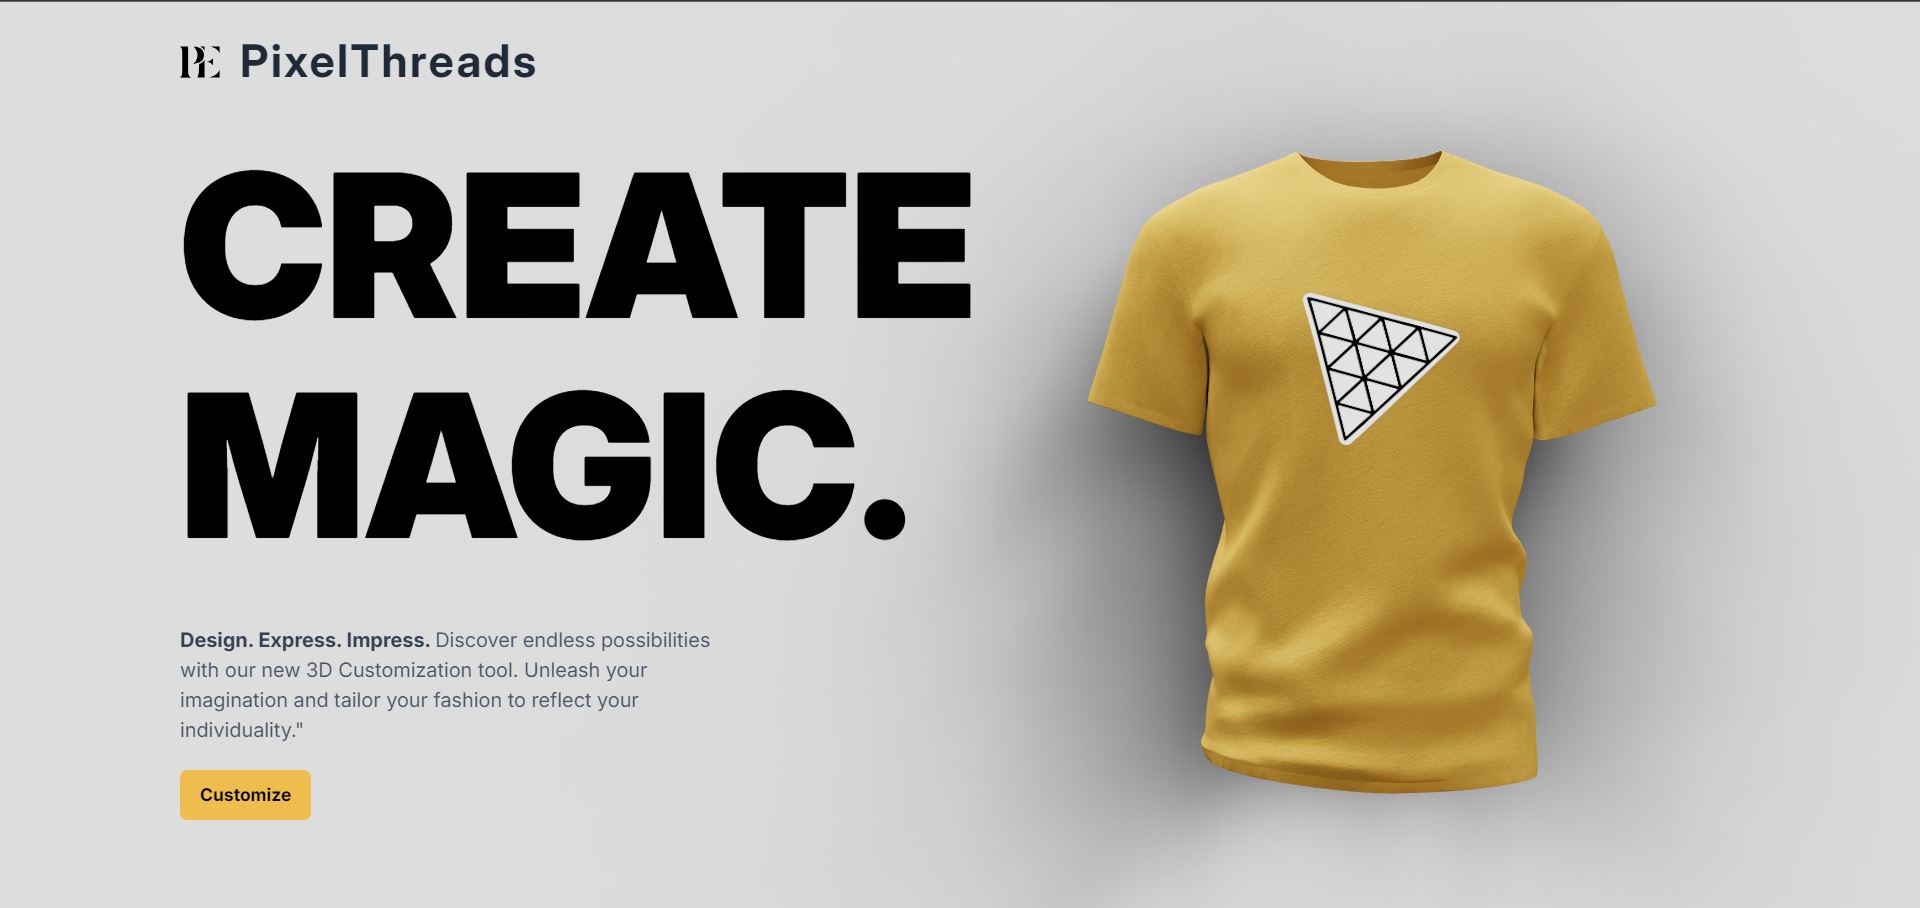 PE PixelThreads
CREATE
MAGIC.
Design. Express. Impress. Discover endless possibilities
with our new 3D Customization tool. Unleash your
imagination and tailor your fashion to reflect your
individuality."
Customize